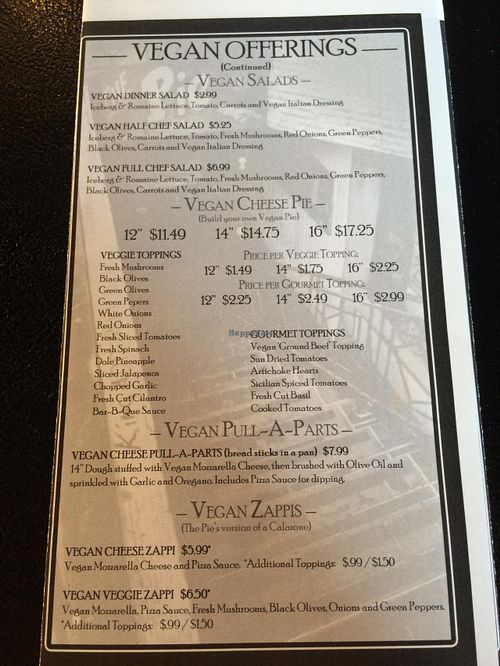 VEGAN OFFERINGS
(Continued)
VEGAN SALADS
VEGAN DINNER SALAD $2.99
Iceberg & Romaine Lettuce, Tomato, Carrots and Vegan Italian Dressing
VEGAN HALF CHEF SALAD $5.25
Iceberg & Romaine Lettuce, Tomato, Fresh Mushrooms, Red Onions, Green Peppers,
Black Olives, Carrots and Vegan Italian Dressing
VEGAN FULL CHEF SALAD $6.99
Iceberg & Romaine Lettuce, Tomato, Fresh Mushrooms, Red Onions, Green Peppers,
Black Olives, Carrots and Vegan Italian Dressing
VEGAN CHEESE PIE
(Build your own Vegan Pie)
12" $11.49 14" $14.75 16" $17.25
VEGGIE TOPPINGS
Fresh Mushrooms
Black Olives
Green Olives
Green Pepers
White Onions
Red Onions
Fresh Sliced Tomatoes
Fresh Spinach
Dole Pineapple
Sliced Jalapenos
Chopped Garlic
Fresh Cut Cilantro
Bar-B-Que Sauce
PRICE PER VEGGIE TOPPING:
12" $1.49 14" $1.75 16" $2.25
PRICE PER GOURMET TOPPING:
12" $2.25 14" $2.49 16" $2.99
GOURMET TOPPINGS
Vegan 'Ground Beef' Topping
Sun Dried Tomatoes
Artichoke Hearts
Sicilian Spiced Tomatoes
Fresh Cut Basil
Cooked Tomatoes
VEGAN PULL-A-PARTS
VEGAN CHEESE PULL-A-PARTS (bread sticks in a pan) $7.99
14" Dough stuffed with Vegan Mozzarella Cheese, then brushed with Olive Oil and
sprinkled with Garlic and Oregano. Includes Pizza Sauce for dipping.
VEGAN ZAPPIS
(The Pie's version of a Calazone)
VEGAN CHEESE ZAPPI $5.99*
Vegan Mozzarella Cheese and Pizza Sauce. *Additional Toppings: $.99 / $1.50
VEGAN VEGGIE ZAPPI $6.50*
Vegan Mozzarella, Pizza Sauce, Fresh Mushrooms, Black Olives, Onions and Green Peppers.
*Additional Toppings: $.99 / $1.50